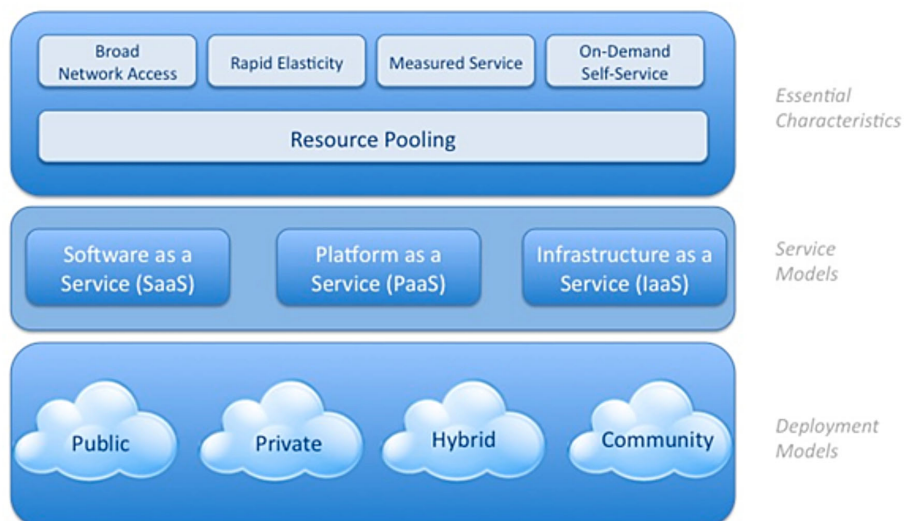 Broad
Network Access
Rapid Elasticity
Measured Service
On-Demand
Self-Service
Resource Pooling
Essential
Characteristics
Software as a
Service (SaaS)
Platform as a
Service (PaaS)
Infrastructure as a
Service (IaaS)
Service
Models
Public
Private
Hybrid
Community
Deployment
Models